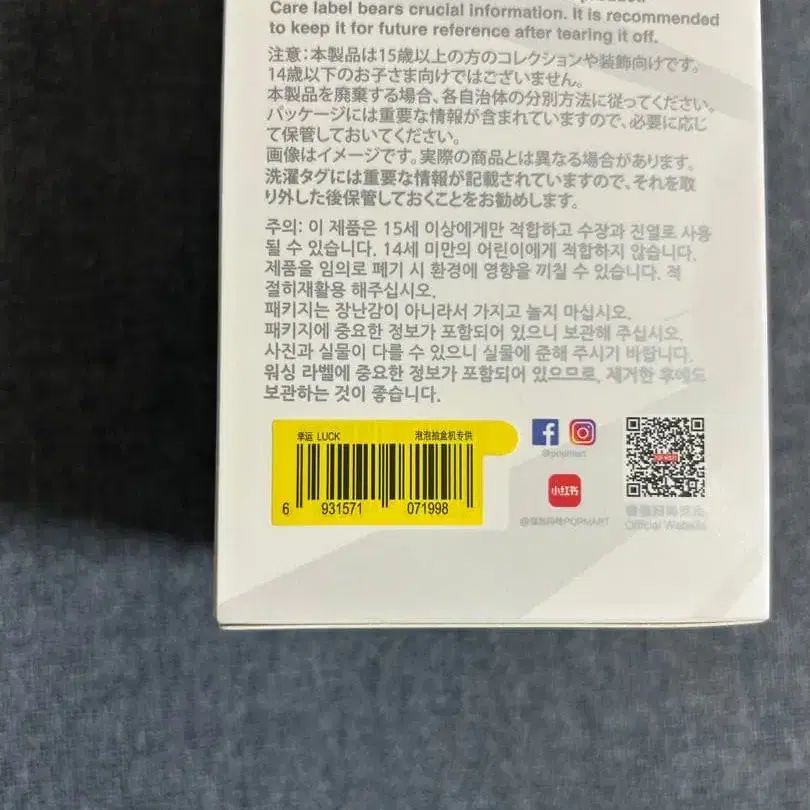 Care label bears crucial information. It is recommended
to keep it for future reference after tearing it off.
注意：本製品は15歳以上の方のコレクションや装飾向けです。
14歳以下のお子さま向けではございません。
本製品を廃棄する場合、各自治体の分別方法に従ってください。
パッケージには重要な情報が含まれていますので、必要に応じ
て保管しておいてください。
画像はイメージです。実際の商品とは異なる場合があります。
洗濯タグには重要な情報が記載されていますので、それを取
り外した後保管しておくことをお勧めします。
주의: 이 제품은 15세 이상에게만 적합하고 수장과 진열로 사용
될 수 있습니다. 14세 미만의 어린이에게 적합하지 않습니다.
제품을 임의로 폐기 시 환경에 영향을 끼칠 수 있습니다. 적
절히재활용 해주십시오.
패키지는 장난감이 아니라서 가지고 놀지 마십시오.
패키지에 중요한 정보가 포함되어 있으니 보관해 주십시오.
사진과 실물이 다를 수 있으니 실물에 준해 주시기 바랍니다.
워싱 라벨에 중요한 정보가 포함되어 있으므로, 제거한 후에도
보관하는 것이 좋습니다.
幸运 LUCK 泡泡抽盒机专供
6 931571 071998
@popmart
小红书
POPMART
POP MART
Official Website